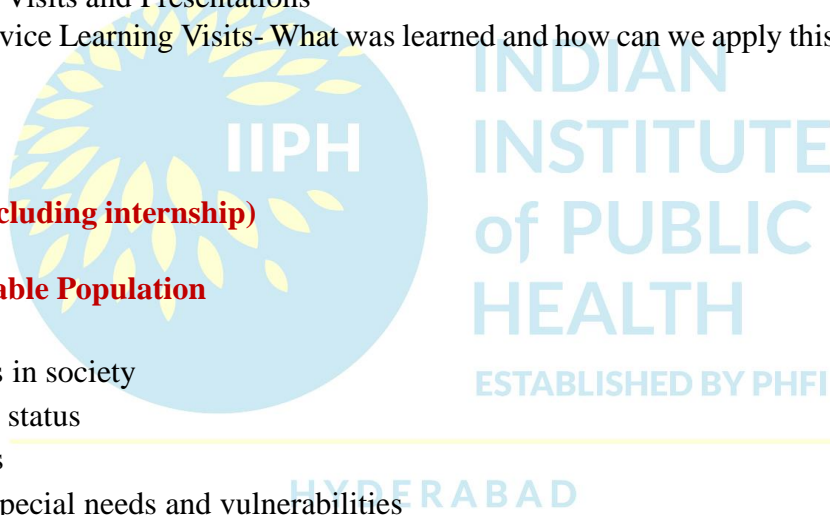 Visits and Presentations
vice Learning Visits- What was learned and how can we apply this
INDIAN
INSTITUTE
of PUBLIC
HEALTH
ESTABLISHED BY PHFI
IIPH
cluding internship)
able Population
s in society
status
s
pecial needs and vulnerabilities
HYDERABAD